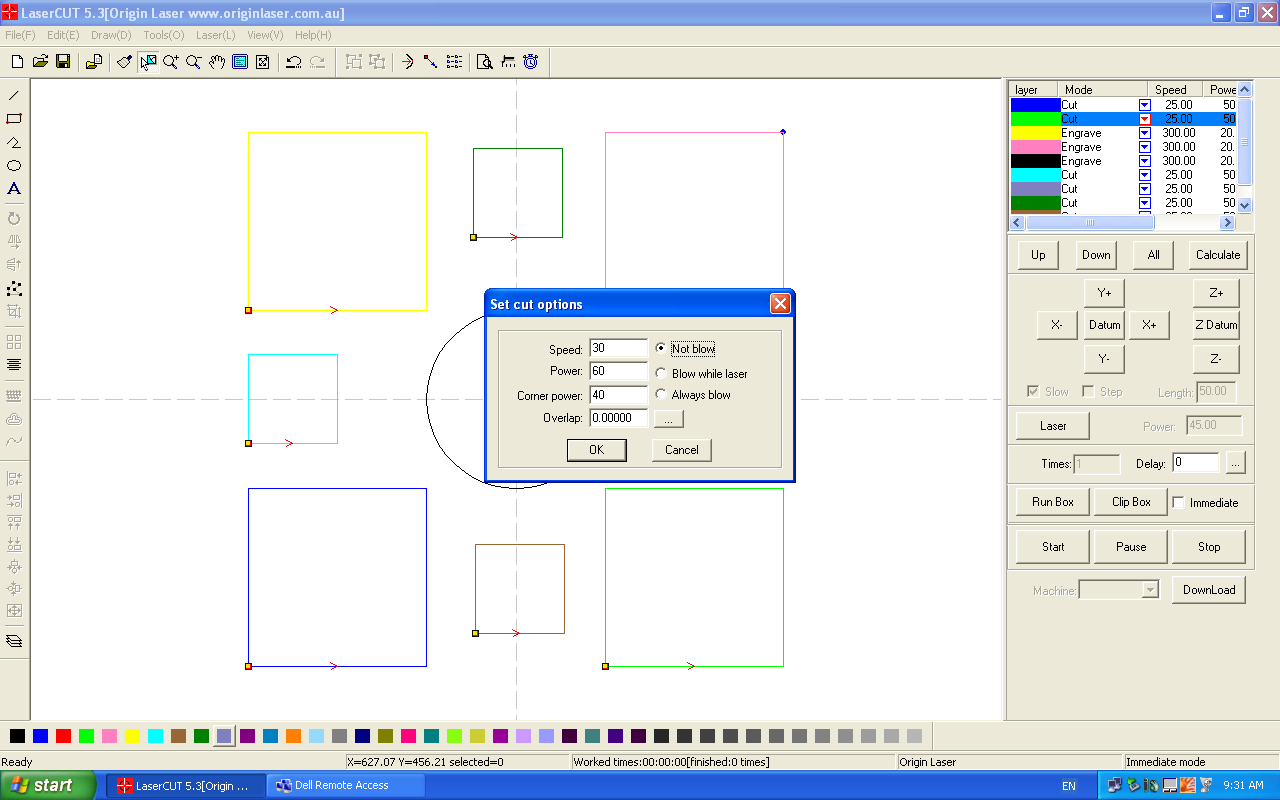 LaserCUT 5.3[Origin Laser www.originlaser.com.au]
File(F) Edit(E) Draw(D) Tools(O) Laser(L) View(V) Help(H)
layer Mode Speed Powe
Cut 25.00 50
Cut 25.00 50
Engrave 300.00 20.
Engrave 300.00 20.
Engrave 300.00 20.
Cut 25.00 50
Cut 25.00 50
Cut 25.00 50
Up Down All Calculate
Y+ Z+
X- Datum X+ Z Datum
Y- Z-
Slow Step Length: 50.00
Laser Power: 45.00
Times: 1 Delay: 0 ...
Run Box Clip Box Immediate
Start Pause Stop
Machine: DownLoad
Set cut options
Speed: 30 Not blow
Power: 60 Blow while laser
Corner power: 40 Always blow
Overlap: 0.00000 ...
OK Cancel
A
Ready X=627.07 Y=456.21 selected=0 Worked times:00:00:00[finished:0 times] Origin Laser Immediate mode
start LaserCUT 5.3[Origin ... Dell Remote Access EN 9:31 AM